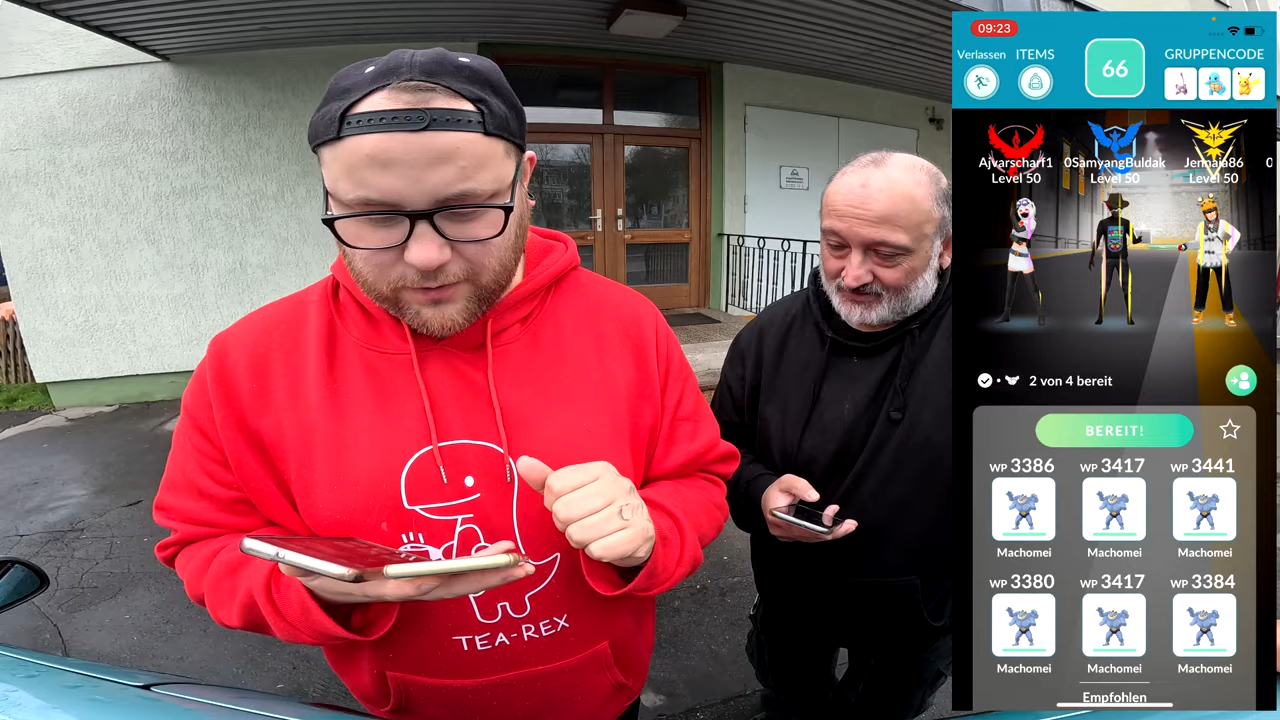 09:23
Verlassen
ITEMS
66
GRUPPENCODE
Ajvarscharf1
Level 50
0SamyangBuldak
Level 50
Jennaja86
Level 50
0
2 von 4 bereit
BEREIT!
WP 3386
WP 3417
WP 3441
Machomei
Machomei
Machomei
WP 3380
WP 3417
WP 3384
Machomei
Machomei
Machomei
Empfohlen
TEA-REX